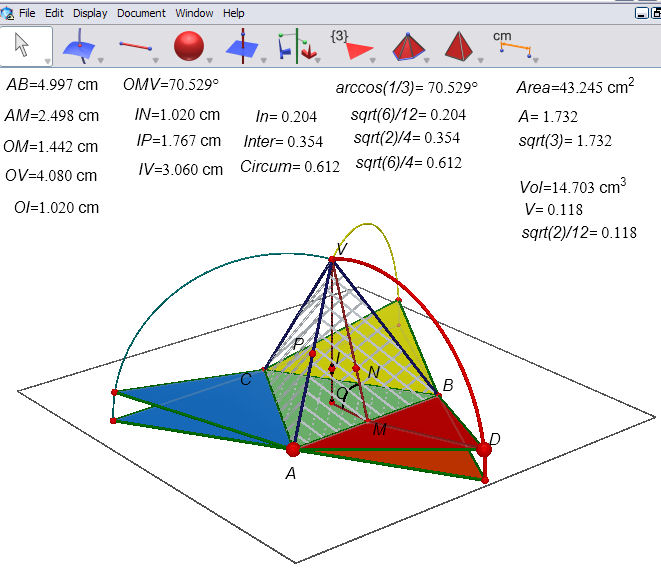 File Edit Display Document Window Help
{3} cm
AB=4.997 cm OMV=70.529° arccos(1/3)= 70.529° Area=43.245 cm²
AM=2.498 cm IN=1.020 cm In= 0.204 sqrt(6)/12= 0.204 A= 1.732
OM=1.442 cm IP=1.767 cm Inter= 0.354 sqrt(2)/4= 0.354 sqrt(3)= 1.732
OV=4.080 cm IV=3.060 cm Circum= 0.612 sqrt(6)/4= 0.612
OI=1.020 cm
Vol=14.703 cm³
V= 0.118
sqrt(2)/12= 0.118
V
P
I
N
C
O
B
M
D
A